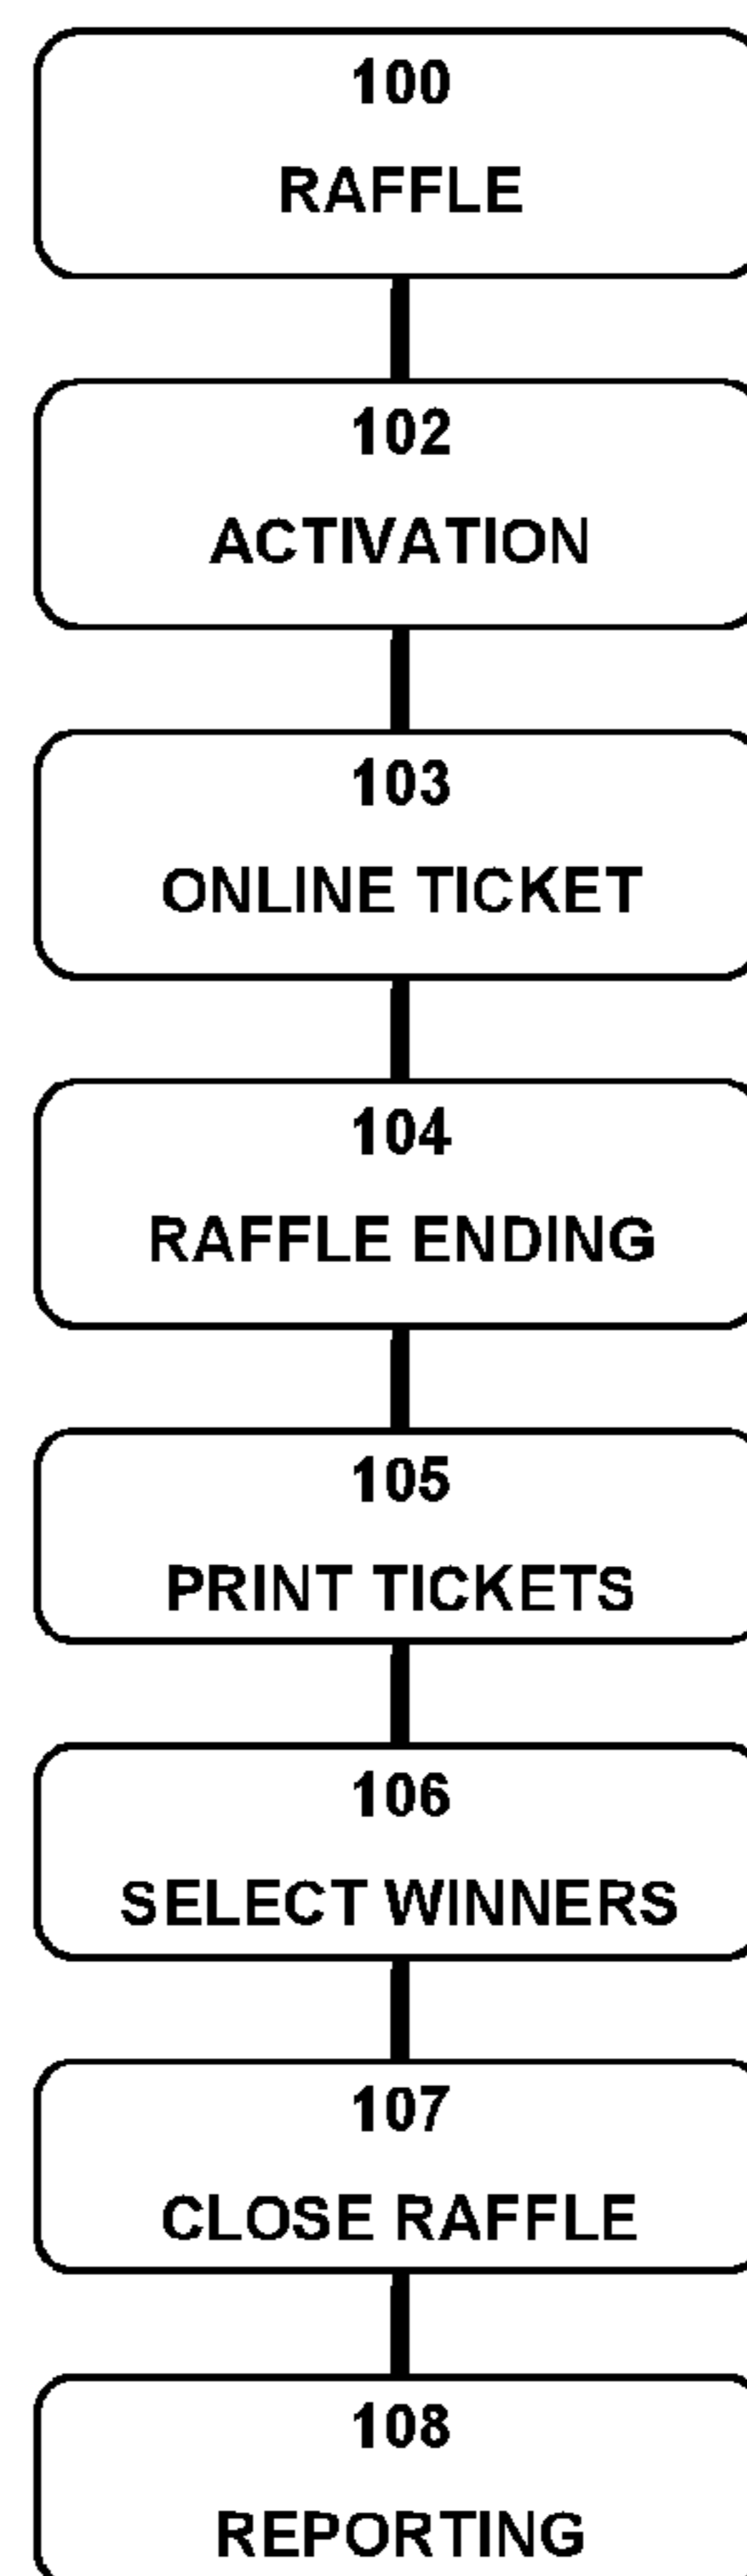 100
RAFFLE
102
ACTIVATION
103
ONLINE TICKET
104
RAFFLE ENDING
105
PRINT TICKETS
106
SELECT WINNERS
107
CLOSE RAFFLE
108
REPORTING